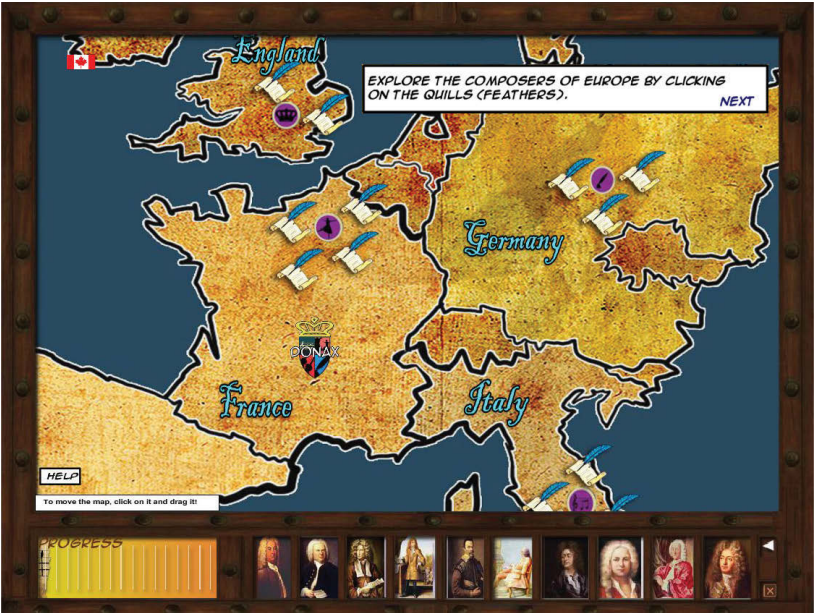 England
EXPLORE THE COMPOSERS OF EUROPE BY CLICKING
ON THE QUILLS (FEATHERS).
NEXT
Germany
PONAX
France
Italy
HELP
To move the map, click on it and drag it!
PROGRESS